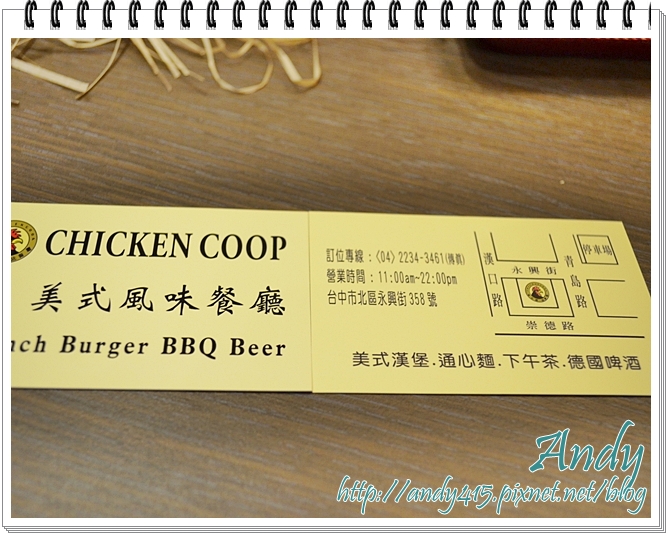 CHICKEN COOP
美式風味餐廳
nch Burger BBQ Beer
訂位專線：〈04〉2234-3461(傳真)
營業時間：11:00am~22:00pm
台中市北區永興街358號
停車場
永興街
漢口路
青島路
崇德路
美式漢堡.通心麵.下午茶.德國啤酒
Andy
http://andy415.pixnet.net/blog